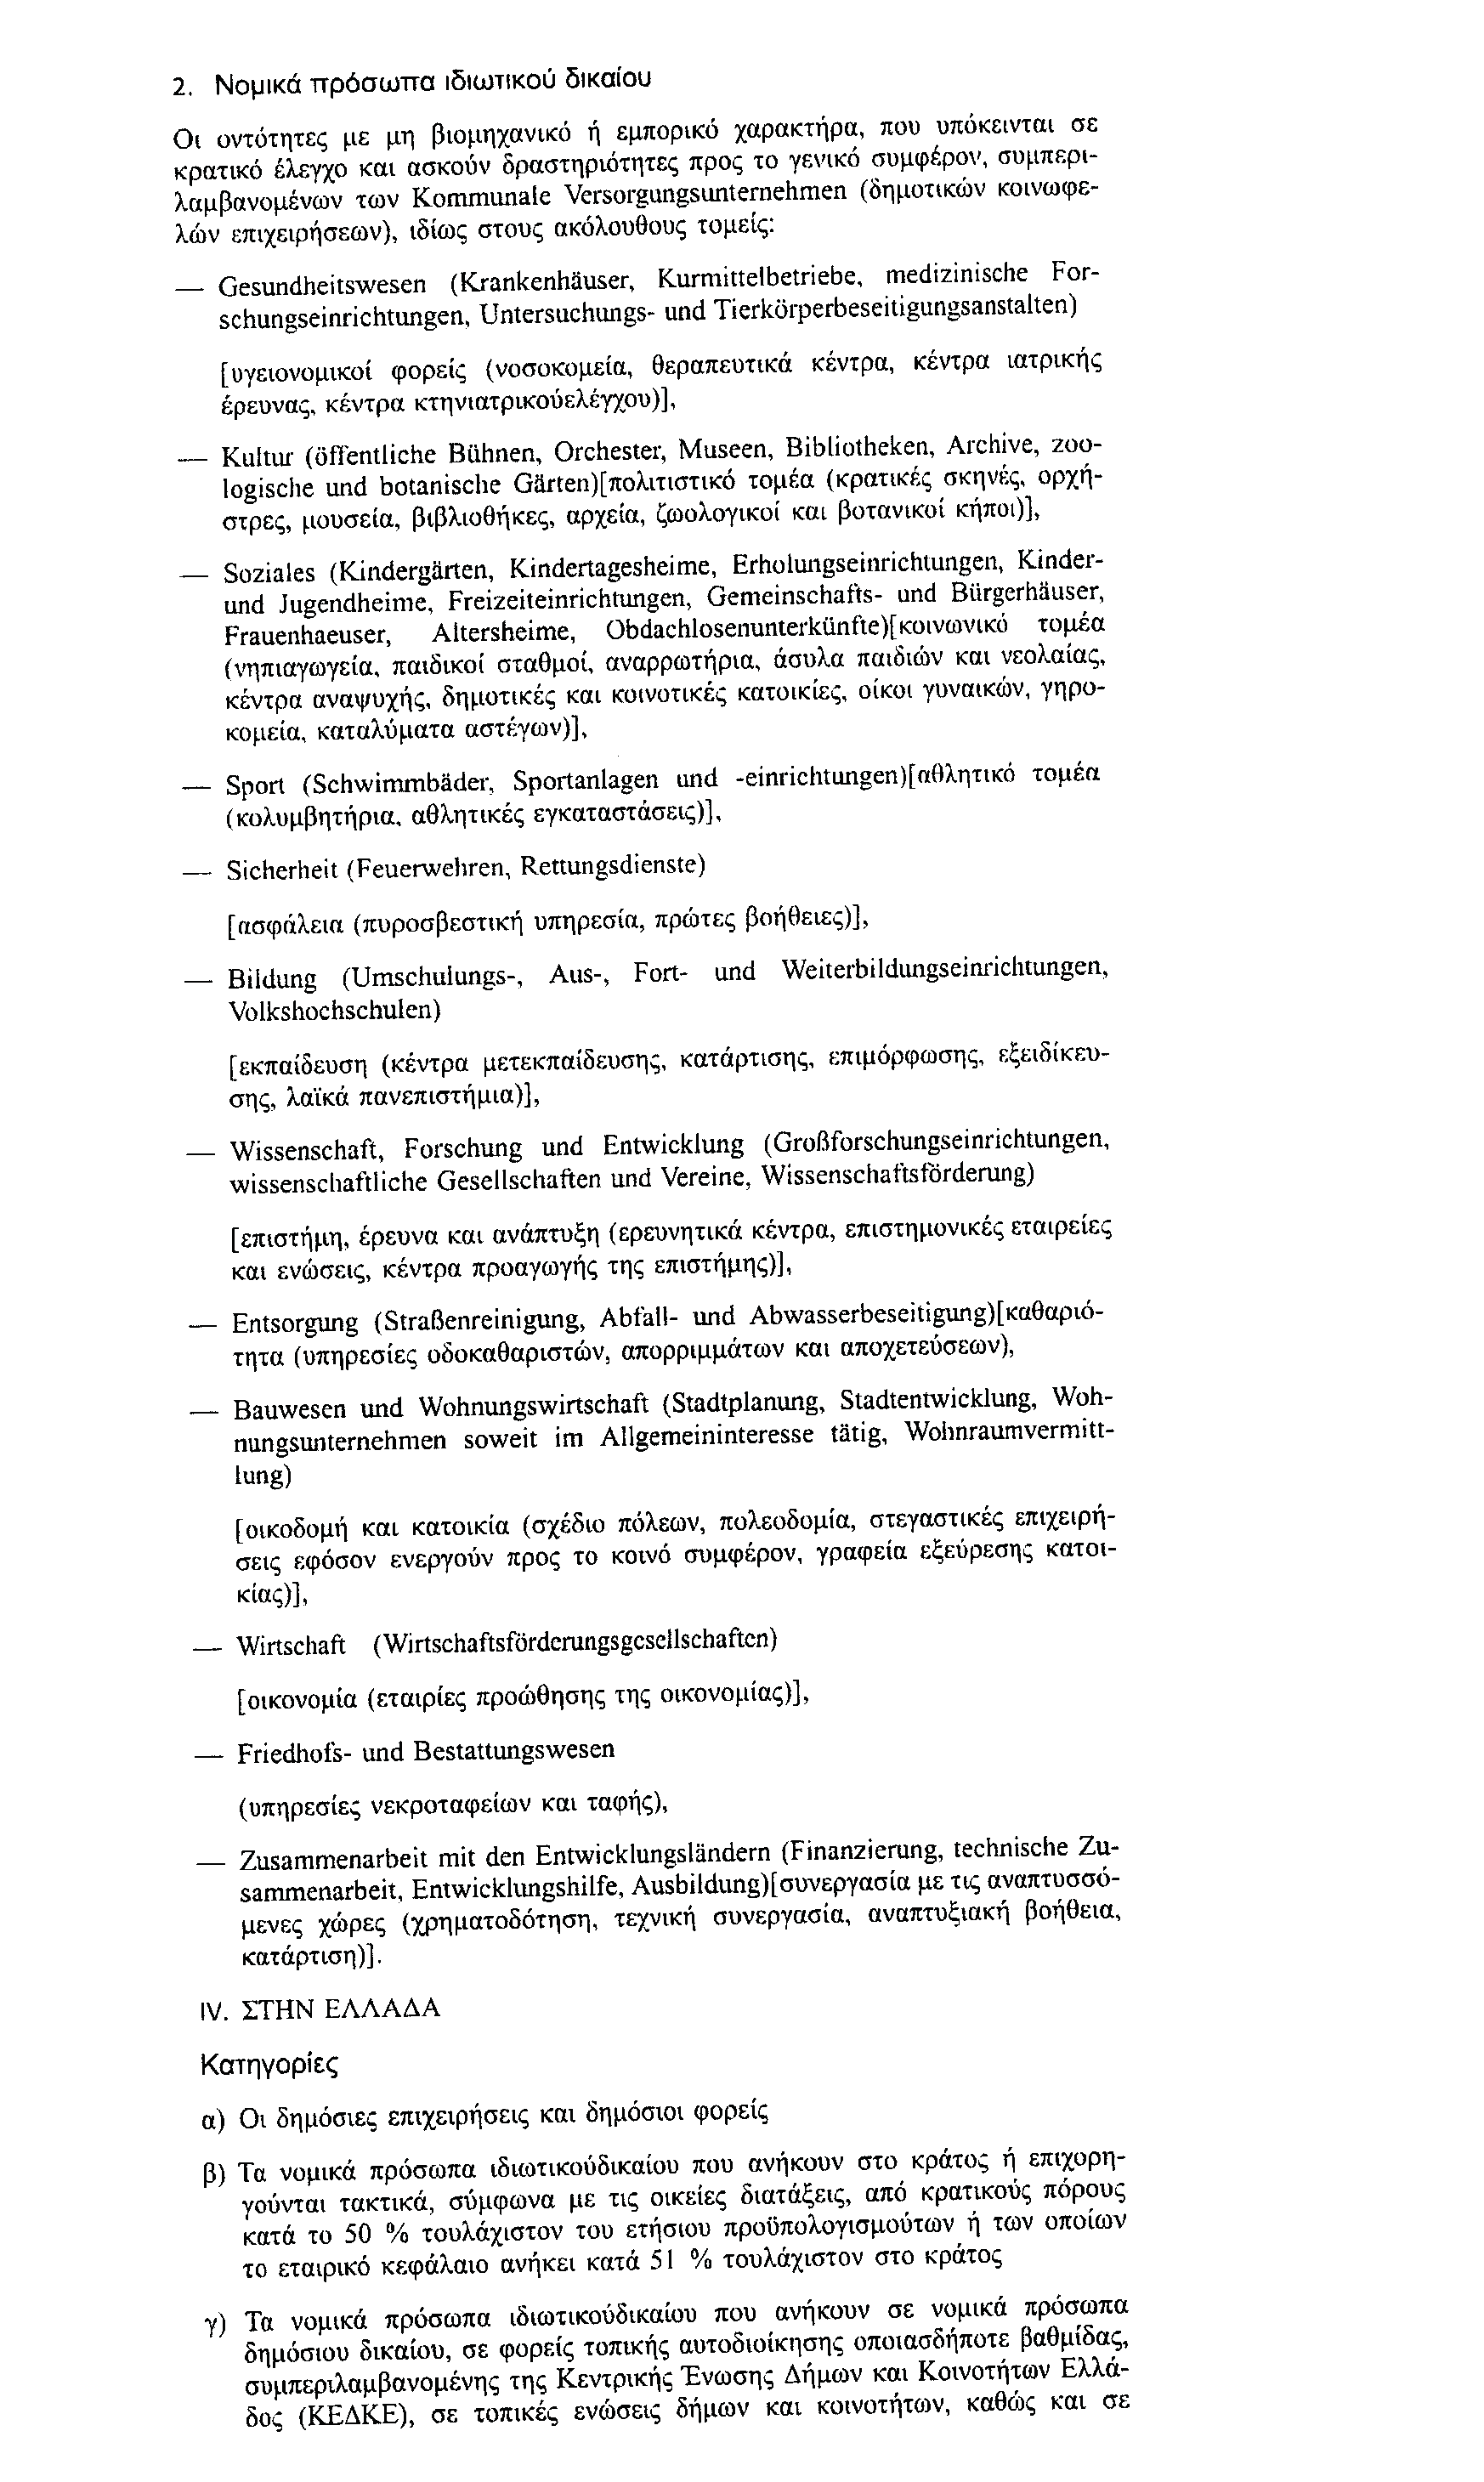 2. Νομικά πρόσωπα ιδιωτικού δικαίου
Οι οντότητες με μη βιομηχανικό ή εμπορικό χαρακτήρα, που υπόκεινται σε
κρατικό έλεγχο και ασκούν δραστηριότητες προς το γενικό συμφέρον, συμπερι-
λαμβανομένων των Kommunale Versorgungsunternehmen (δημοτικών κοινωφε-
λών επιχειρήσεων), ιδίως στους ακόλουθους τομείς:
— Gesundheitswesen (Krankenhäuser, Kurmittelbetriebe, medizinische For-
schungseinrichtungen, Untersuchungs- und Tierkörperbeseitigungsanstalten)
[υγειονομικοί φορείς (νοσοκομεία, θεραπευτικά κέντρα, κέντρα ιατρικής
έρευνας, κέντρα κτηνιατρικούελέγχου)],
— Kultur (öffentliche Bühnen, Orchester, Museen, Bibliotheken, Archive, zoo-
logische und botanische Gärten)[πολιτιστικό τομέα (κρατικές σκηνές, ορχή-
στρες, μουσεία, βιβλιοθήκες, αρχεία, ζωολογικοί και βοτανικοί κήποι)],
— Soziales (Kindergärten, Kindertagesheime, Erholungseinrichtungen, Kinder-
und Jugendheime, Freizeiteinrichtungen, Gemeinschafts- und Bürgerhäuser,
Frauenhaeuser, Altersheime, Obdachlosenunterkünfte)[κοινωνικό τομέα
(νηπιαγωγεία, παιδικοί σταθμοί, αναρρωτήρια, άσυλα παιδιών και νεολαίας,
κέντρα αναψυχής, δημοτικές και κοινοτικές κατοικίες, οίκοι γυναικών, γηρο-
κομεία, καταλύματα αστέγων)],
— Sport (Schwimmbäder, Sportanlagen und -einrichtungen)[αθλητικό τομέα
(κολυμβητήρια, αθλητικές εγκαταστάσεις)],
— Sicherheit (Feuerwehren, Rettungsdienste)
[ασφάλεια (πυροσβεστική υπηρεσία, πρώτες βοήθειες)],
— Bildung (Umschulungs-, Aus-, Fort- und Weiterbildungseinrichtungen,
Volkshochschulen)
[εκπαίδευση (κέντρα μετεκπαίδευσης, κατάρτισης, επιμόρφωσης, εξειδίκευ-
σης, λαϊκά πανεπιστήμια)],
— Wissenschaft, Forschung und Entwicklung (Großforschungseinrichtungen,
wissenschaftliche Gesellschaften und Vereine, Wissenschaftsförderung)
[επιστήμη, έρευνα και ανάπτυξη (ερευνητικά κέντρα, επιστημονικές εταιρείες
και ενώσεις, κέντρα προαγωγής της επιστήμης)],
— Entsorgung (Straßenreinigung, Abfall- und Abwasserbeseitigung)[καθαριό-
τητα (υπηρεσίες οδοκαθαριστών, απορριμμάτων και αποχετεύσεων),
— Bauwesen und Wohnungswirtschaft (Stadtplanung, Stadtentwicklung, Woh-
nungsunternehmen soweit im Allgemeininteresse tätig, Wohnraumvermitt-
lung)
[οικοδομή και κατοικία (σχέδιο πόλεων, πολεοδομία, στεγαστικές επιχειρή-
σεις εφόσον ενεργούν προς το κοινό συμφέρον, γραφεία εξεύρεσης κατοι-
κίας)],
— Wirtschaft (Wirtschaftsförderungsgesellschaften)
[οικονομία (εταιρίες προώθησης της οικονομίας)],
— Friedhofs- und Bestattungswesen
(υπηρεσίες νεκροταφείων και ταφής),
— Zusammenarbeit mit den Entwicklungsländern (Finanzierung, technische Zu-
sammenarbeit, Entwicklungshilfe, Ausbildung)[συνεργασία με τις αναπτυσσό-
μενες χώρες (χρηματοδότηση, τεχνική συνεργασία, αναπτυξιακή βοήθεια,
κατάρτιση)].
IV. ΣΤΗΝ ΕΛΛΑΔΑ
Κατηγορίες
α) Οι δημόσιες επιχειρήσεις και δημόσιοι φορείς
β) Τα νομικά πρόσωπα ιδιωτικούδικαίου που ανήκουν στο κράτος ή επιχορη-
γούνται τακτικά, σύμφωνα με τις οικείες διατάξεις, από κρατικούς πόρους
κατά το 50 % τουλάχιστον του ετήσιου προϋπολογισμούτων ή των οποίων
το εταιρικό κεφάλαιο ανήκει κατά 51 % τουλάχιστον στο κράτος
γ) Τα νομικά πρόσωπα ιδιωτικούδικαίου που ανήκουν σε νομικά πρόσωπα
δημόσιου δικαίου, σε φορείς τοπικής αυτοδιοίκησης οποιασδήποτε βαθμίδας,
συμπεριλαμβανομένης της Κεντρικής Ένωσης Δήμων και Κοινοτήτων Ελλά-
δος (ΚΕΔΚΕ), σε τοπικές ενώσεις δήμων και κοινοτήτων, καθώς και σε